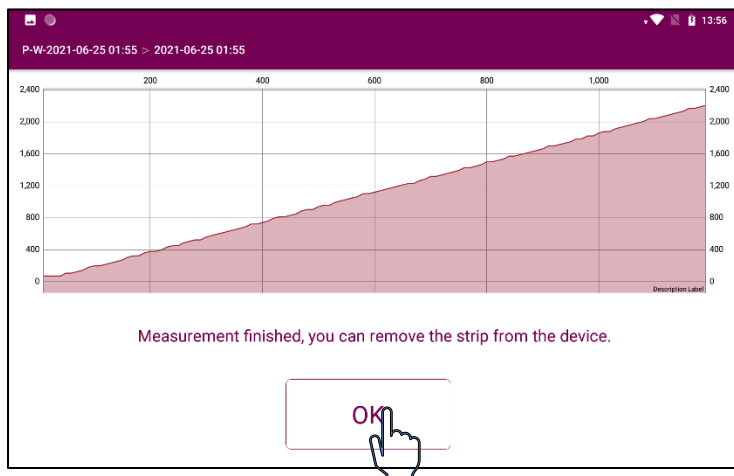 13:56
P-W-2021-06-25 01:55 > 2021-06-25 01:55
200 400 600 800 1,000
2,400 2,400
2,000 2,000
1,600 1,600
1,200 1,200
800 800
400 400
0 0
Description Label
Measurement finished, you can remove the strip from the device.
OK